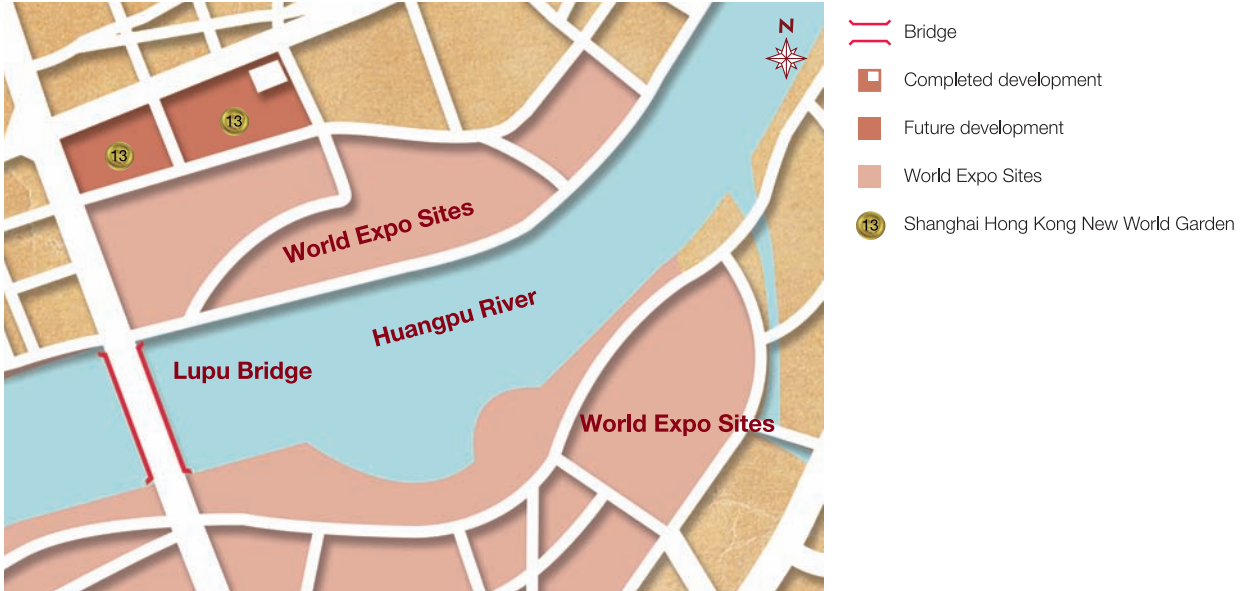 N
Bridge
Completed development
Future development
World Expo Sites
13 Shanghai Hong Kong New World Garden
13
13
World Expo Sites
Huangpu River
Lupu Bridge
World Expo Sites